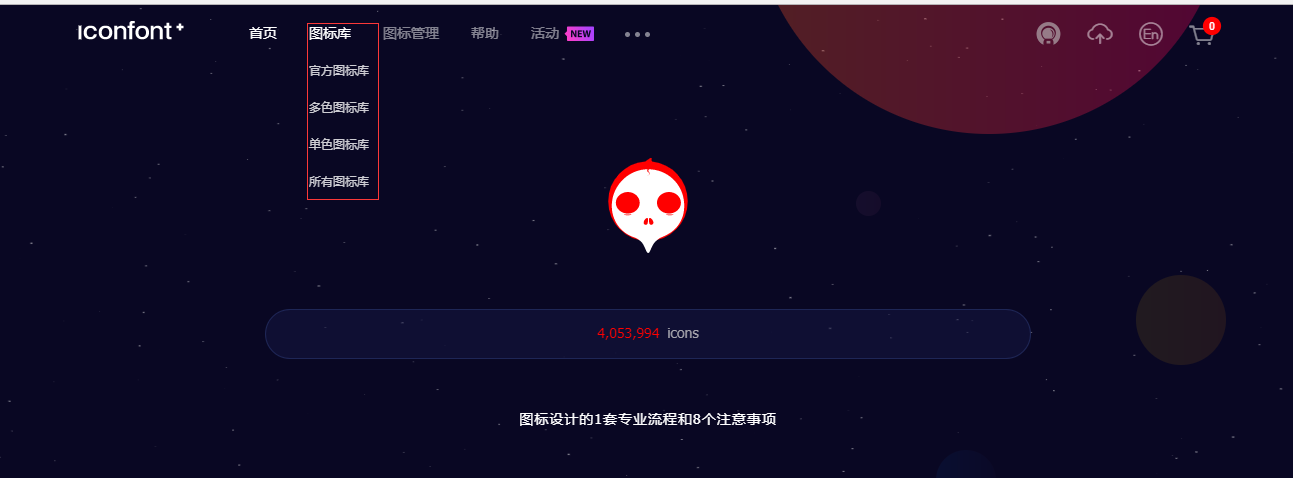 iconfont+ 首页 图标库 图标管理 帮助 活动 NEW En 0
官方图标库
多色图标库
单色图标库
所有图标库
4,053,994 icons
图标设计的1套专业流程和8个注意事项